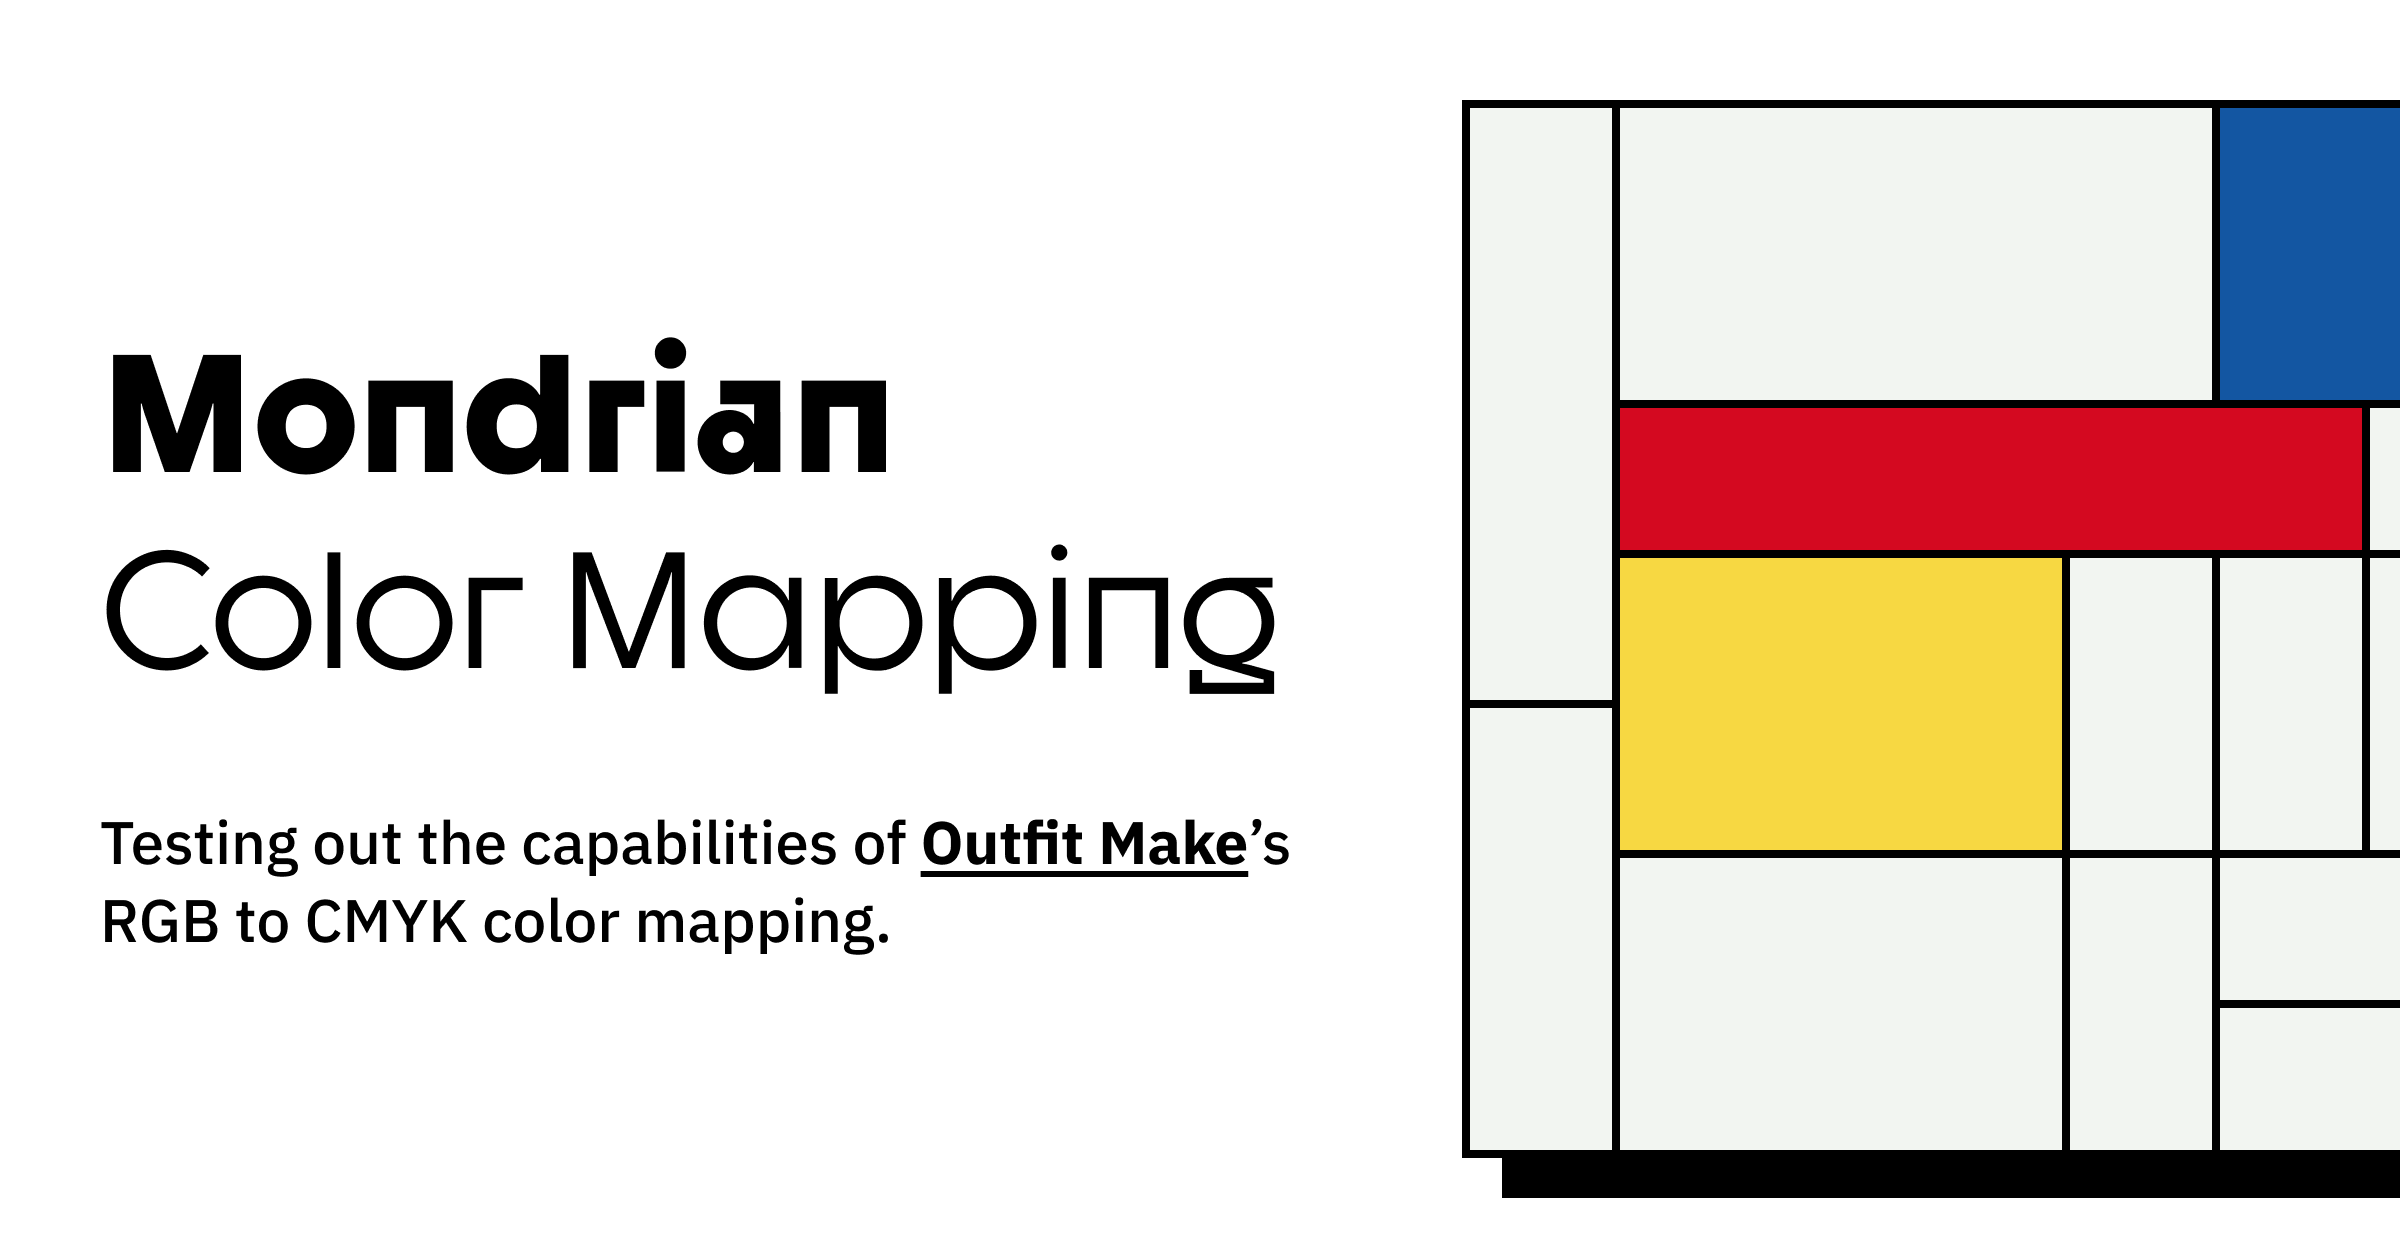 Mondrian
Color Mapping
Testing out the capabilities of Outfit Make’s
RGB to CMYK color mapping.